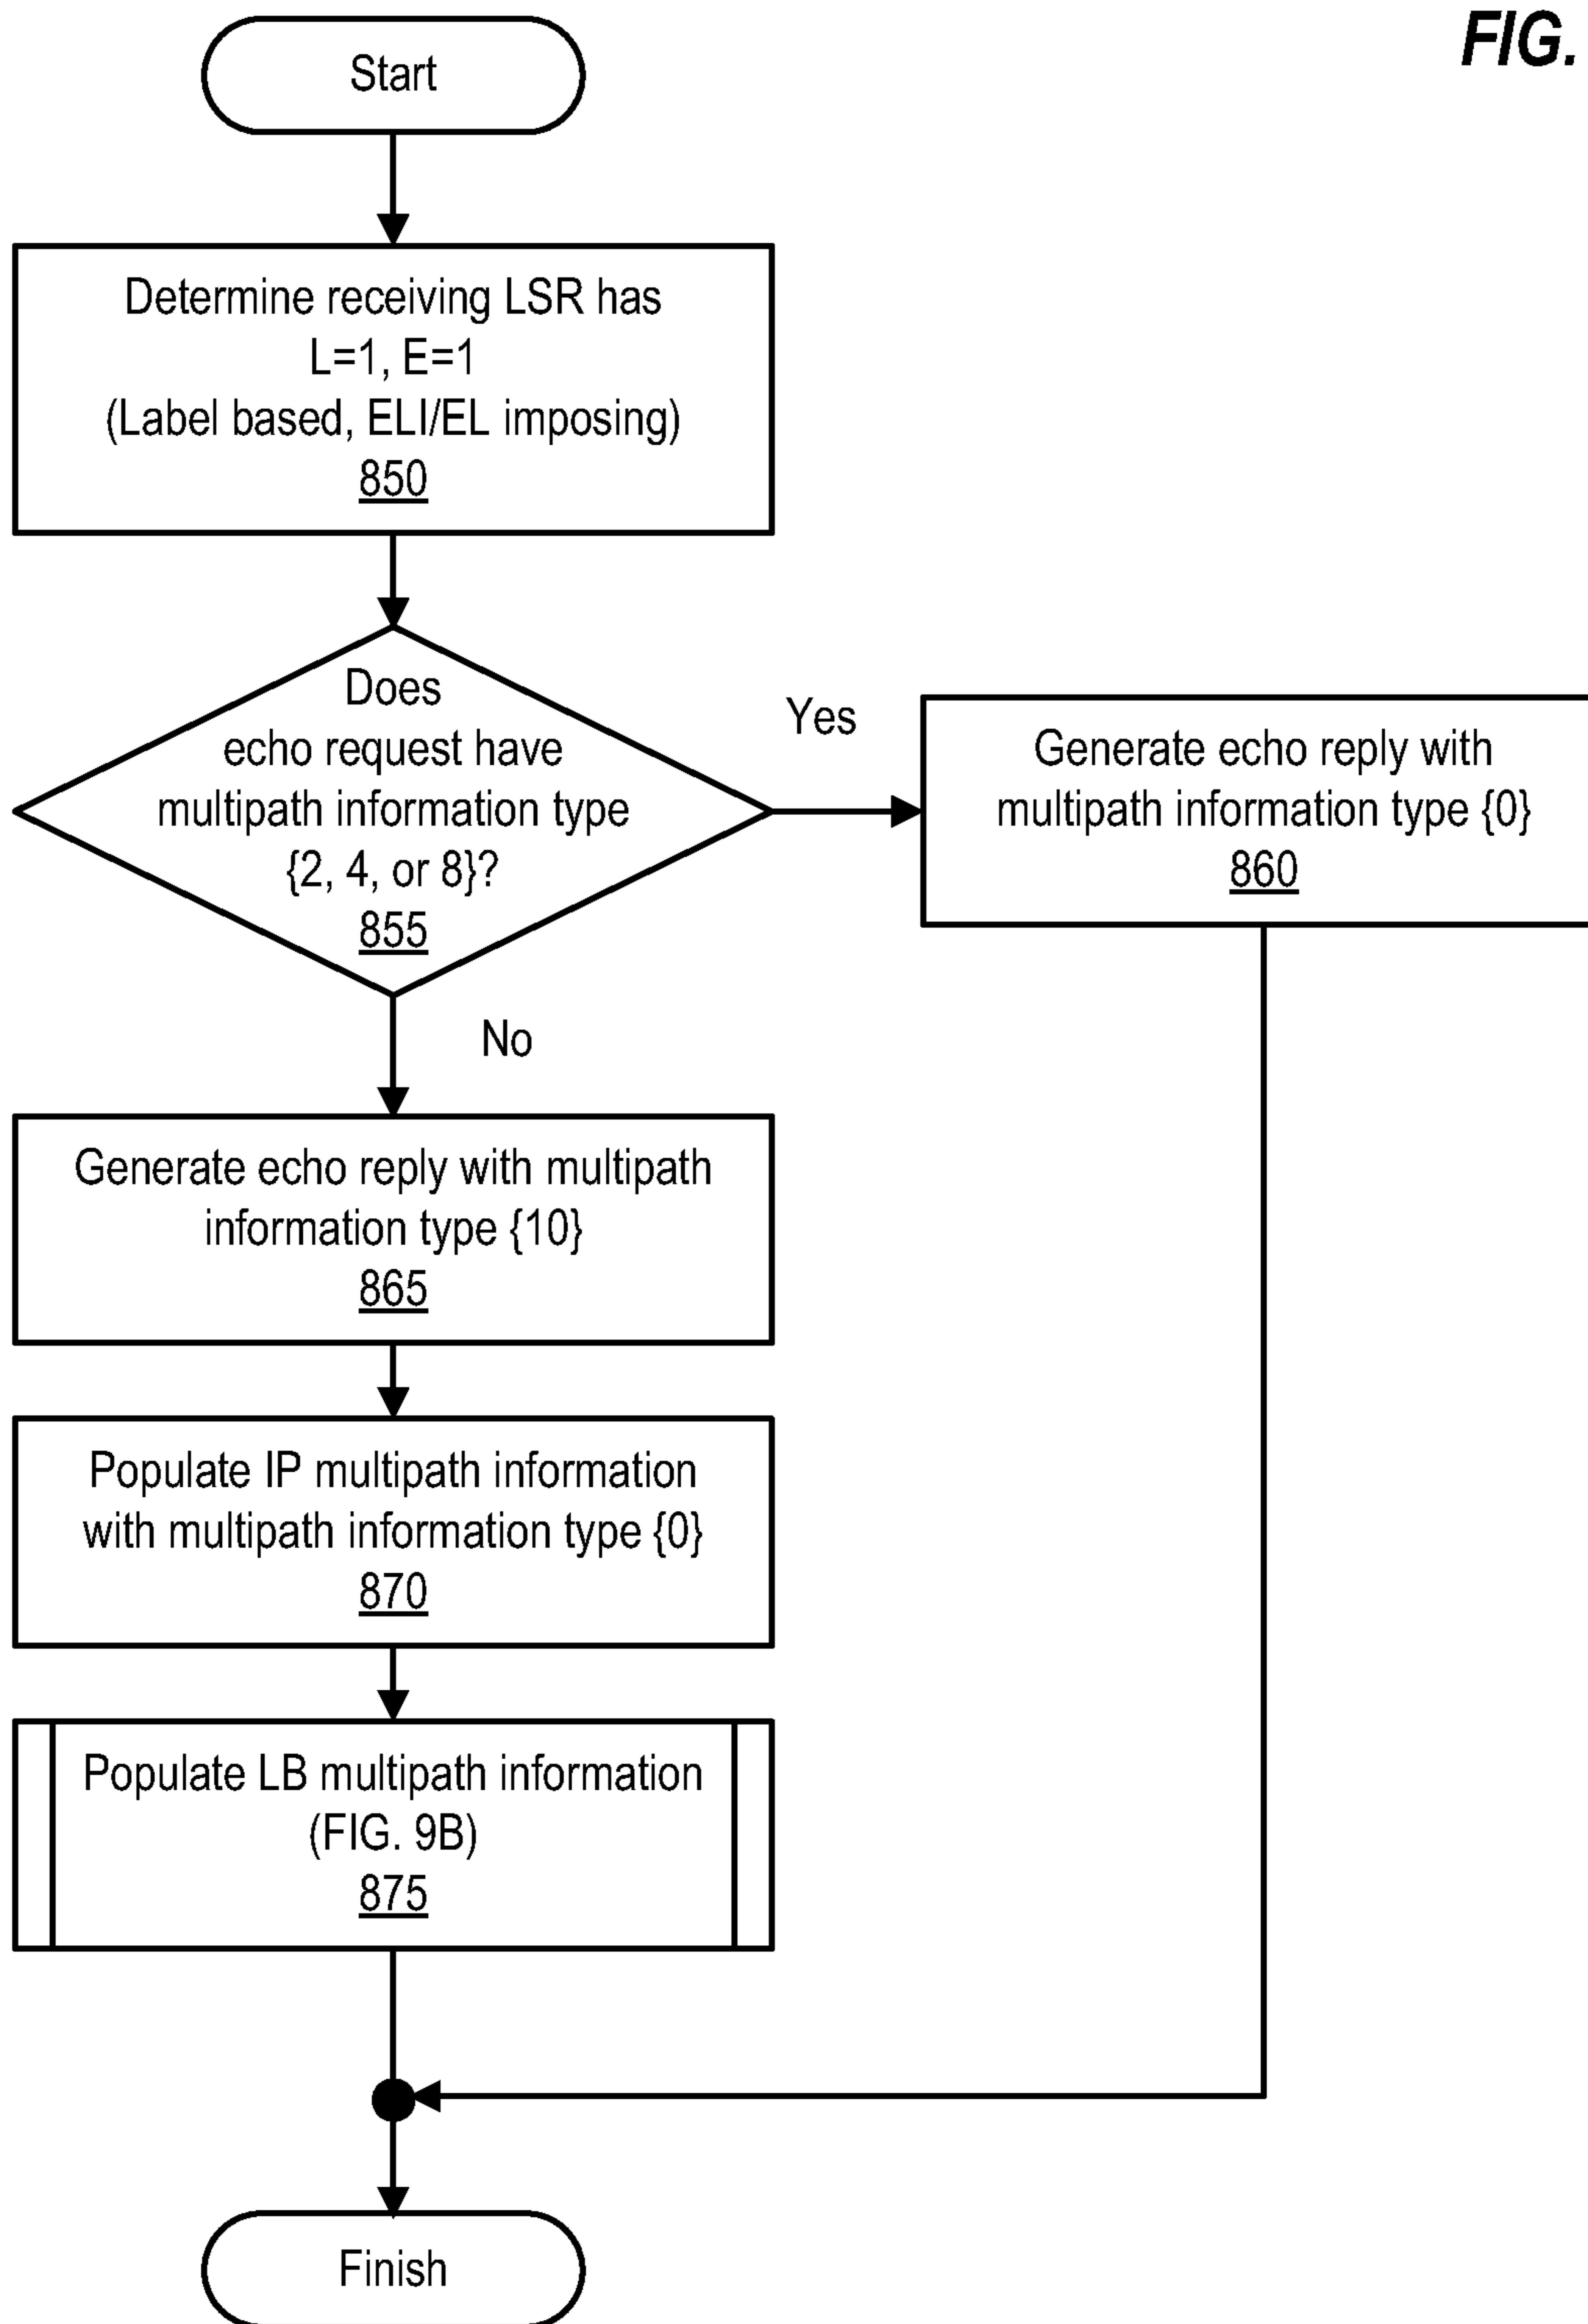 FIG.
Start
Determine receiving LSR has
L=1, E=1
(Label based, ELI/EL imposing)
850
Does
echo request have
multipath information type
{2, 4, or 8}?
855
Yes
Generate echo reply with
multipath information type {0}
860
No
Generate echo reply with multipath
information type {10}
865
Populate IP multipath information
with multipath information type {0}
870
Populate LB multipath information
(FIG. 9B)
875
Finish